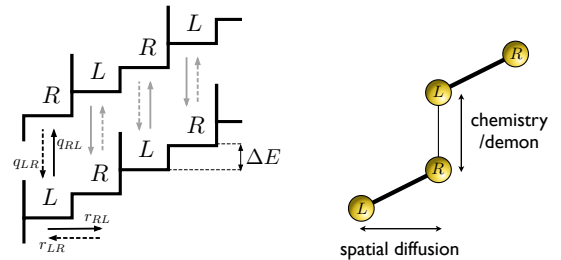 L
R
L
R
R
L
R
L
q_{LR}
q_{RL}
ΔE
L
r_{RL}
r_{LR}
R
L
chemistry
/demon
R
L
spatial diffusion